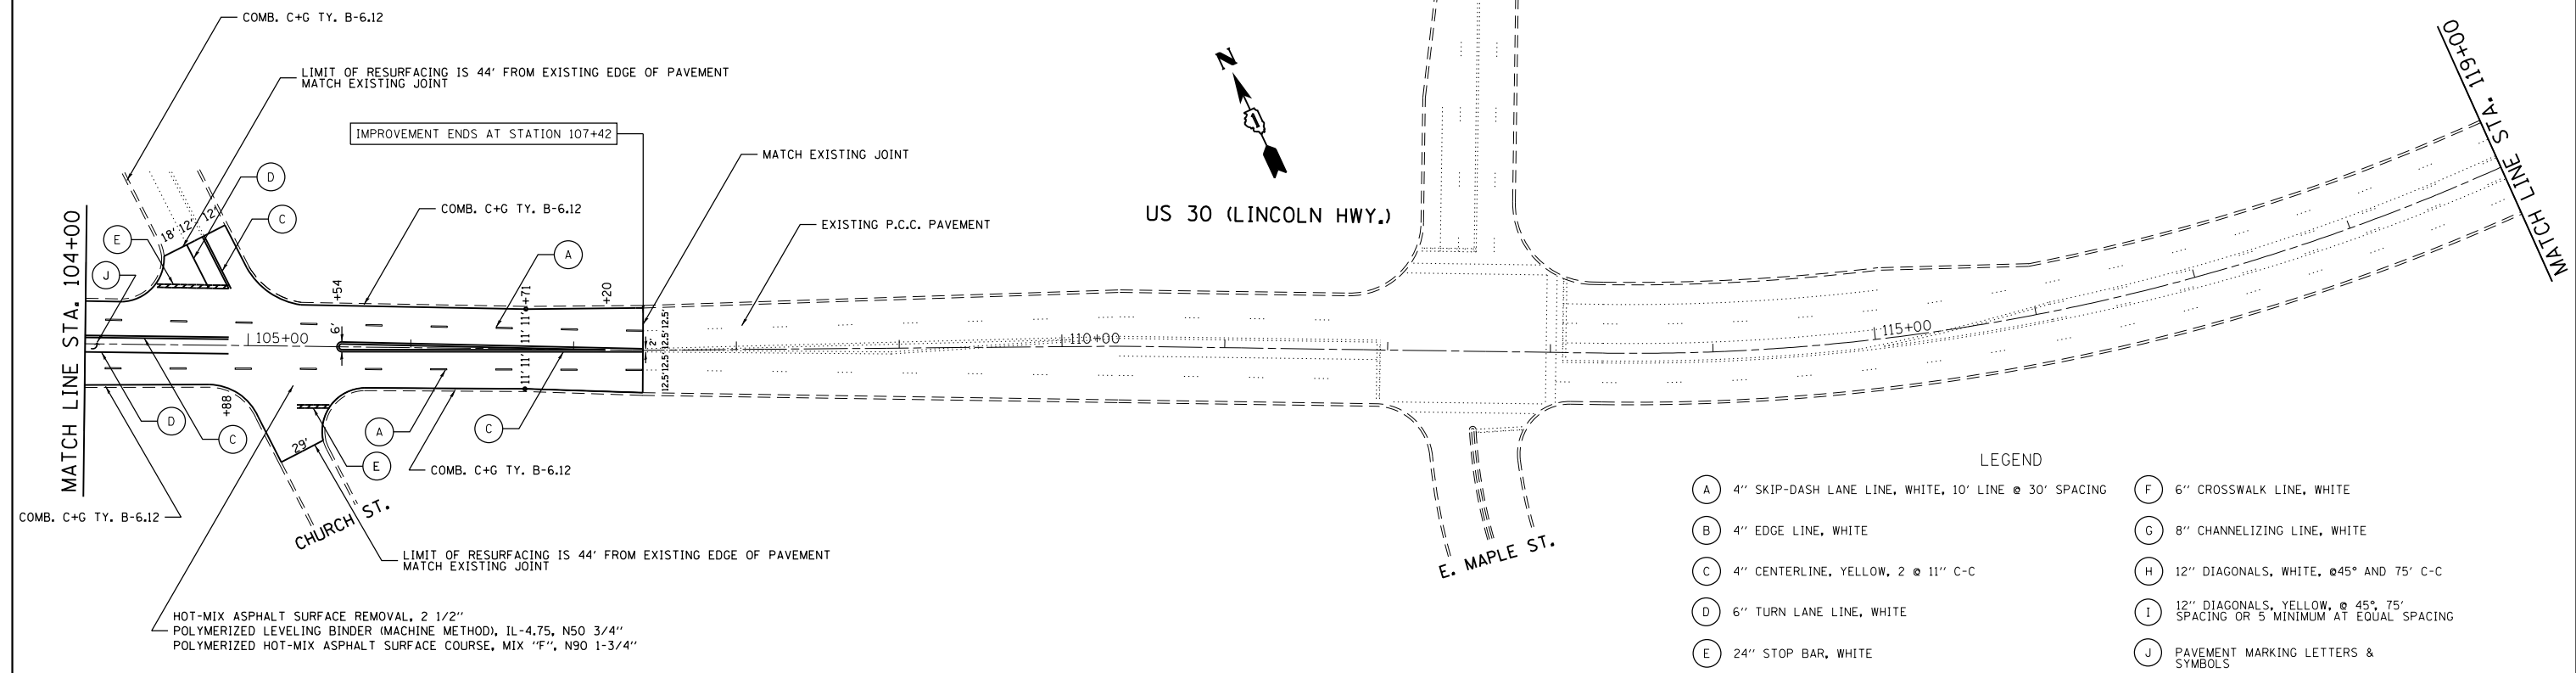 COMB. C+G TY. B-6.12
LIMIT OF RESURFACING IS 44' FROM EXISTING EDGE OF PAVEMENT
MATCH EXISTING JOINT
IMPROVEMENT ENDS AT STATION 107+42
MATCH EXISTING JOINT
D
COMB. C+G TY. B-6.12
C
EXISTING P.C.C. PAVEMENT
N
1
US 30 (LINCOLN HWY.)
MATCH LINE STA. 119+00
MATCH LINE STA. 104+00
E
J
18' 12' 12'
A
+54
+71
+20
6'
11' 11'
11' 11'
2'
12.5' 12.5'
12.5' 12.5'
105+00
110+00
115+00
+88
D
C
A
C
E
29'
COMB. C+G TY. B-6.12
COMB. C+G TY. B-6.12
CHURCH ST.
E. MAPLE ST.
LIMIT OF RESURFACING IS 44' FROM EXISTING EDGE OF PAVEMENT
MATCH EXISTING JOINT
HOT-MIX ASPHALT SURFACE REMOVAL, 2 1/2"
POLYMERIZED LEVELING BINDER (MACHINE METHOD), IL-4.75, N50 3/4"
POLYMERIZED HOT-MIX ASPHALT SURFACE COURSE, MIX "F", N90 1-3/4"
LEGEND
A 4" SKIP-DASH LANE LINE, WHITE, 10' LINE @ 30' SPACING
B 4" EDGE LINE, WHITE
C 4" CENTERLINE, YELLOW, 2 @ 11" C-C
D 6" TURN LANE LINE, WHITE
E 24" STOP BAR, WHITE
F 6" CROSSWALK LINE, WHITE
G 8" CHANNELIZING LINE, WHITE
H 12" DIAGONALS, WHITE, @45° AND 75' C-C
I 12" DIAGONALS, YELLOW, @ 45°, 75'
SPACING OR 5 MINIMUM AT EQUAL SPACING
J PAVEMENT MARKING LETTERS &
SYMBOLS